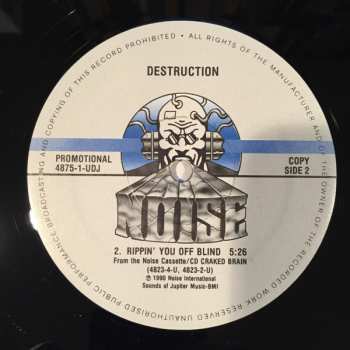 ALL RIGHTS OF THE MANUFACTURER AND OF THE OWNER OF THE RECORDED WORK RESERVED • UNAUTHORISED PUBLIC PERFORMANCE BROADCASTING AND COPYING OF THIS RECORD PROHIBITED •
DESTRUCTION
PROMOTIONAL
4875-1-UDJ
COPY
SIDE 2
NOISE
2. RIPPIN' YOU OFF BLIND 5:26
From the Noise Cassette/CD CRAKED BRAIN
(4823-4-U, 4823-2-U)
℗ 1990 Noise International
Sounds of Jupiter Music-BMI